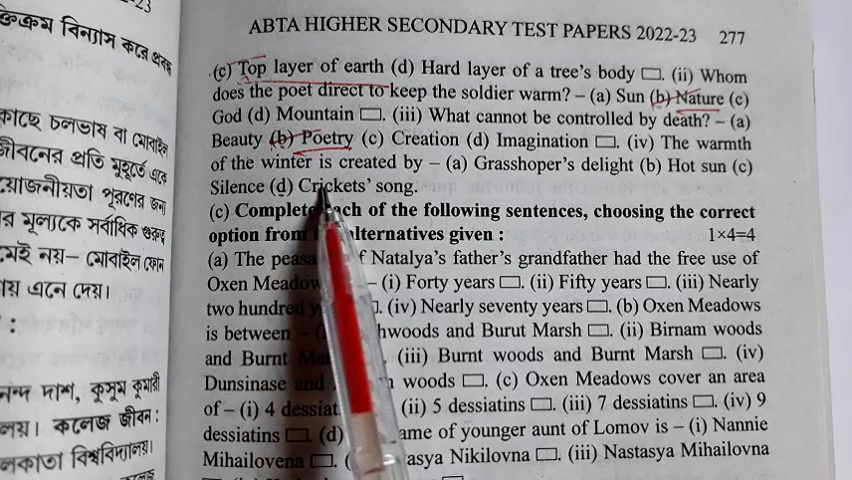 -23
ক্তিক্রম বিন্যাস করে প্রবন্ধ
কাছে চলভাষ বা মোবাইল
জীবনের প্রতি মুহূর্তে একে
য়োজনীয়তা পূরণের জন্য
র মূল্যকে সর্বাধিক গুরুত্ব
মেই নয়— মোবাইল ফোন
ায় এনে দেয়।
:
নন্দ দাশ, কুসুম কুমারী
লয়। কলেজ জীবন :
লকাতা বিশ্ববিদ্যালয়।
ABTA HIGHER SECONDARY TEST PAPERS 2022-23 277
(c) Top layer of earth (d) Hard layer of a tree's body □. (ii) Whom
does the poet direct to keep the soldier warm? – (a) Sun (b) Nature (c)
God (d) Mountain □. (iii) What cannot be controlled by death? – (a)
Beauty (b) Poetry (c) Creation (d) Imagination □. (iv) The warmth
of the winter is created by – (a) Grasshoper's delight (b) Hot sun (c)
Silence (d) Crickets' song.
(c) Complete each of the following sentences, choosing the correct
option from alternatives given : 1×4=4
(a) The peasa f Natalya's father's grandfather had the free use of
Oxen Meadow – (i) Forty years □. (ii) Fifty years □. (iii) Nearly
two hundred y □. (iv) Nearly seventy years □. (b) Oxen Meadows
is between – hwoods and Burut Marsh □. (ii) Birnam woods
and Burnt Ma (iii) Burnt woods and Burnt Marsh □. (iv)
Dunsinase and woods □. (c) Oxen Meadows cover an area
of – (i) 4 dessiat (ii) 5 dessiatins □. (iii) 7 dessiatins □. (iv) 9
dessiatins □. (d) ame of younger aunt of Lomov is – (i) Nannie
Mihailovena □. ( tasya Nikilovna □. (iii) Nastasya Mihailovna